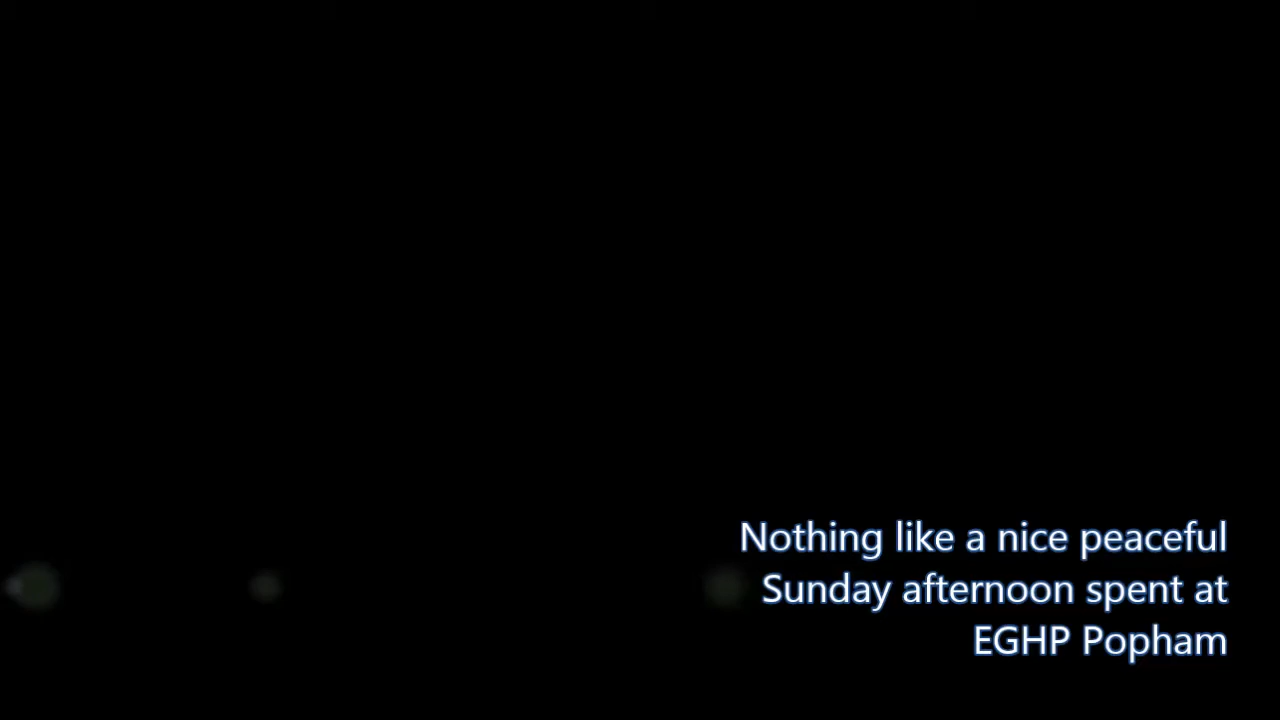 Nothing like a nice peaceful
Sunday afternoon spent at
EGHP Popham